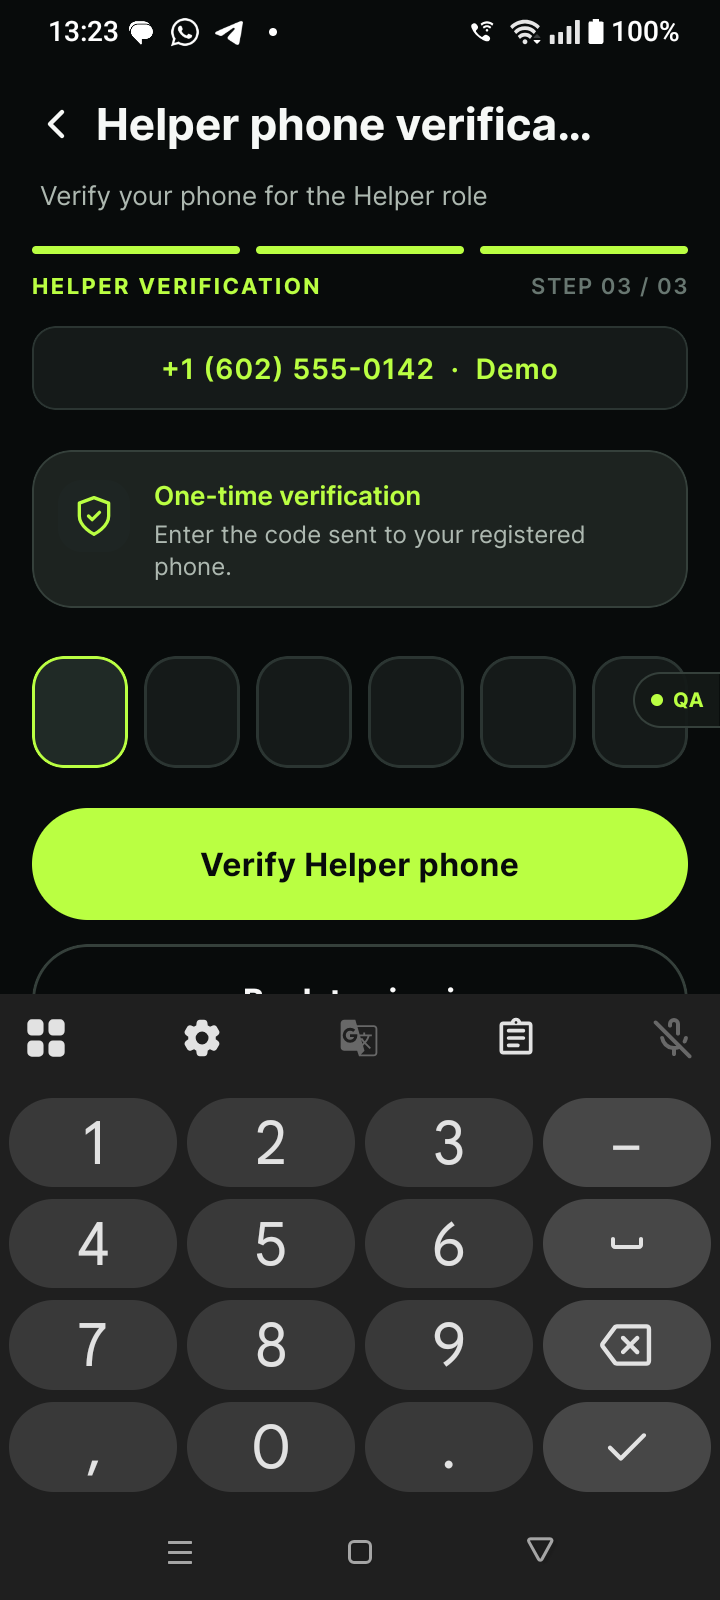 13:23
100%
Helper phone verifica...
Verify your phone for the Helper role
HELPER VERIFICATION
STEP 03 / 03
+1 (602) 555-0142 · Demo
One-time verification
Enter the code sent to your registered
phone.
QA
Verify Helper phone
1 2 3 –
4 5 6
7 8 9
, 0 .